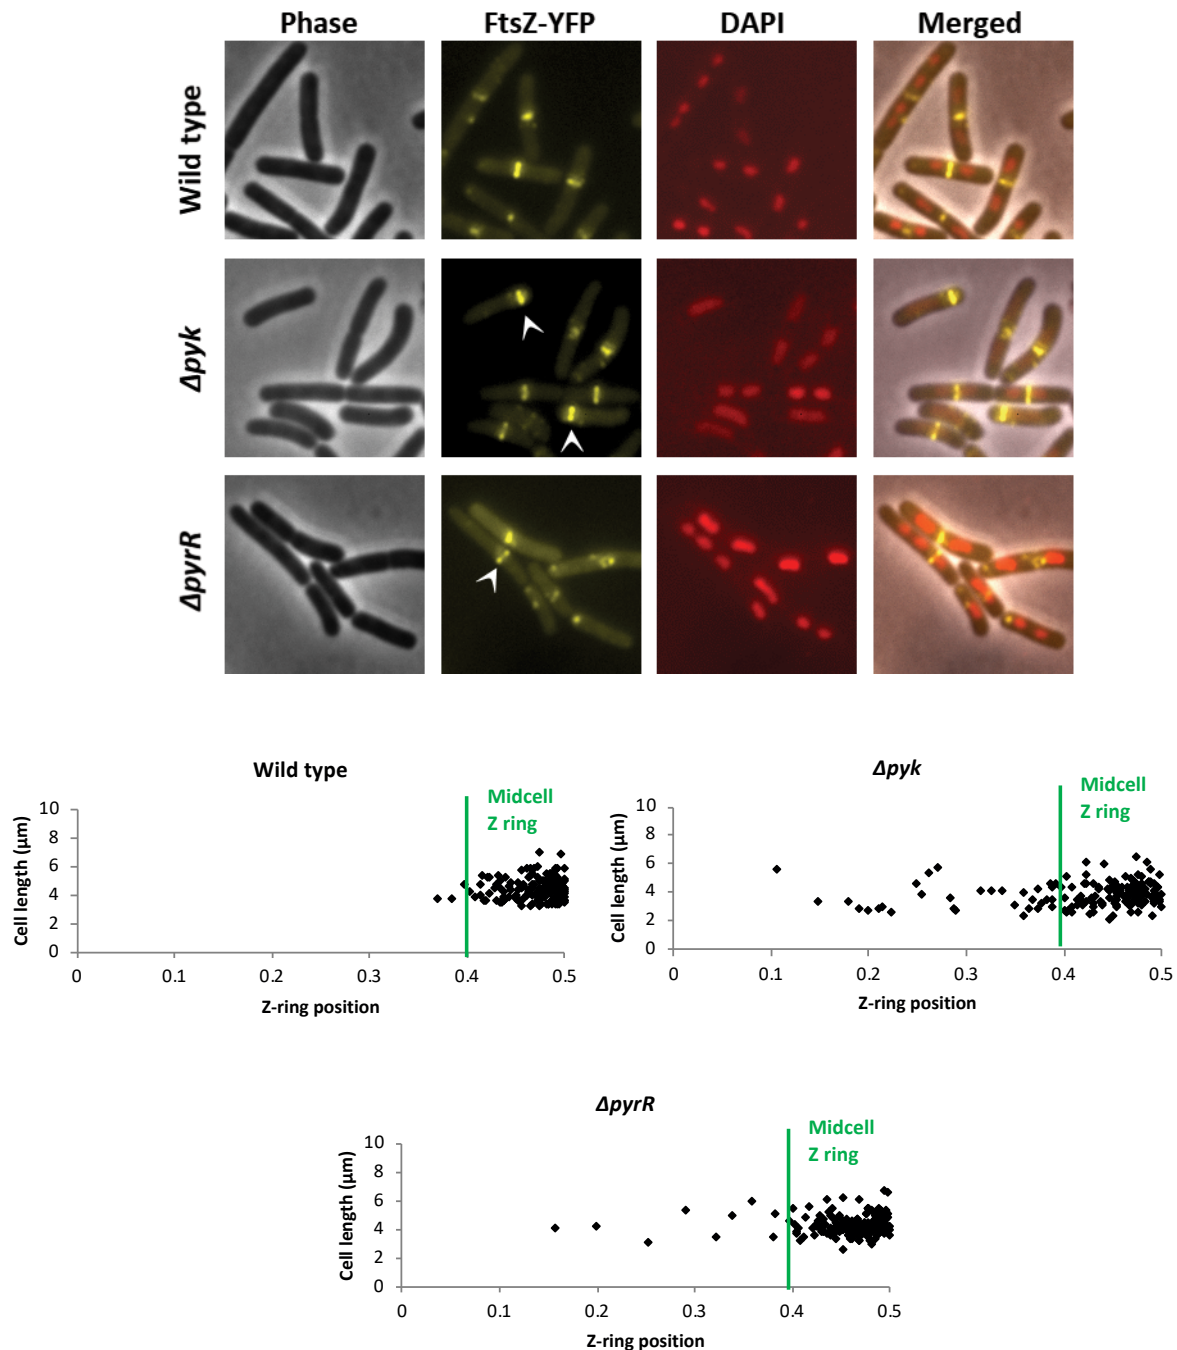 Phase FtsZ-YFP DAPI Merged
Wild type
Δpyk
ΔpyrR
Wild type
Midcell
Z ring
10
8
6
4
2
0
0 0.1 0.2 0.3 0.4 0.5
Cell length (µm)
Z-ring position
Δpyk
Midcell
Z ring
10
8
6
4
2
0
0 0.1 0.2 0.3 0.4 0.5
Cell length (µm)
Z-ring position
ΔpyrR
Midcell
Z ring
10
8
6
4
2
0
0 0.1 0.2 0.3 0.4 0.5
Cell length (µm)
Z-ring position